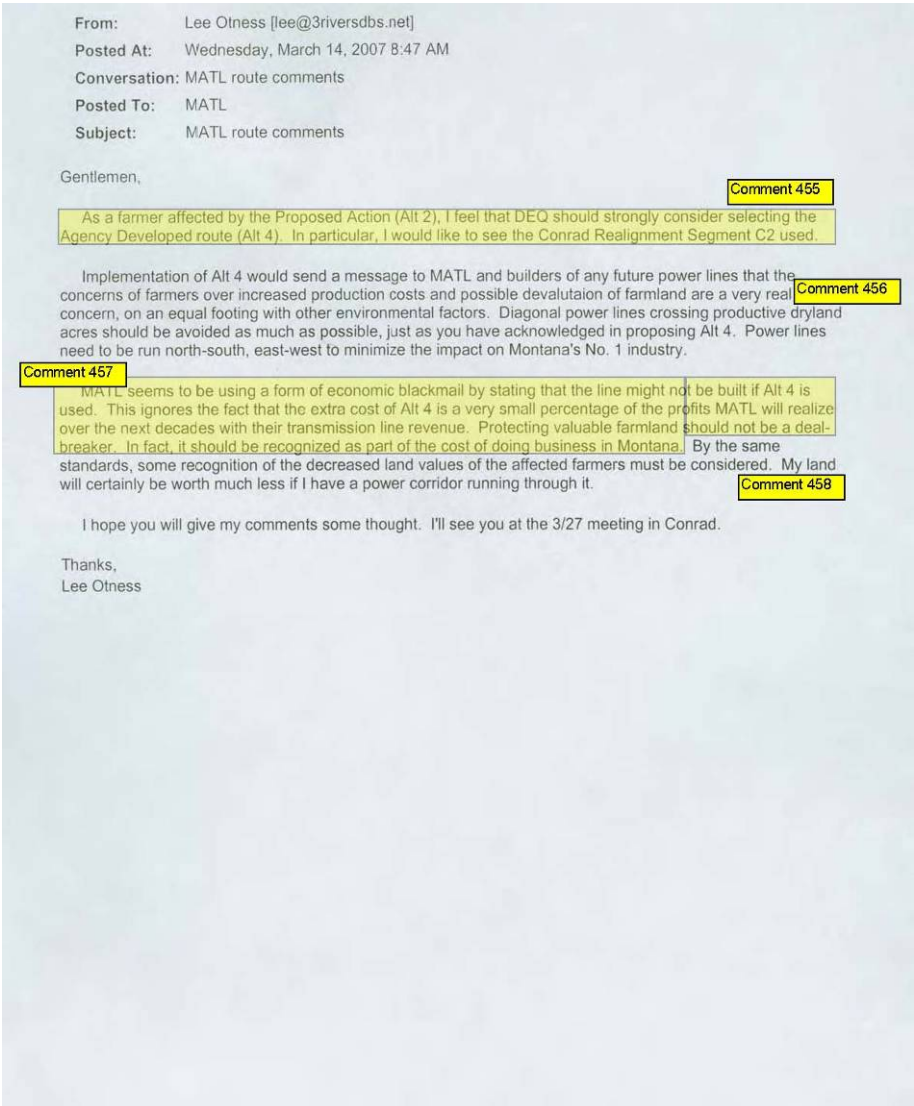 From: Lee Otness [lee@3riversdbs.net]
Posted At: Wednesday, March 14, 2007 8:47 AM
Conversation: MATL route comments
Posted To: MATL
Subject: MATL route comments
Gentlemen,
Comment 455
As a farmer affected by the Proposed Action (Alt 2), I feel that DEQ should strongly consider selecting the
Agency Developed route (Alt 4). In particular, I would like to see the Conrad Realignment Segment C2 used.
Implementation of Alt 4 would send a message to MATL and builders of any future power lines that the
concerns of farmers over increased production costs and possible devalutaion of farmland are a very real
Comment 456
concern, on an equal footing with other environmental factors. Diagonal power lines crossing productive dryland
acres should be avoided as much as possible, just as you have acknowledged in proposing Alt 4. Power lines
need to be run north-south, east-west to minimize the impact on Montana's No. 1 industry.
Comment 457
MATL seems to be using a form of economic blackmail by stating that the line might not be built if Alt 4 is
used. This ignores the fact that the extra cost of Alt 4 is a very small percentage of the profits MATL will realize
over the next decades with their transmission line revenue. Protecting valuable farmland should not be a deal-
breaker. In fact, it should be recognized as part of the cost of doing business in Montana. By the same
standards, some recognition of the decreased land values of the affected farmers must be considered. My land
will certainly be worth much less if I have a power corridor running through it.
Comment 458
I hope you will give my comments some thought. I'll see you at the 3/27 meeting in Conrad.
Thanks,
Lee Otness